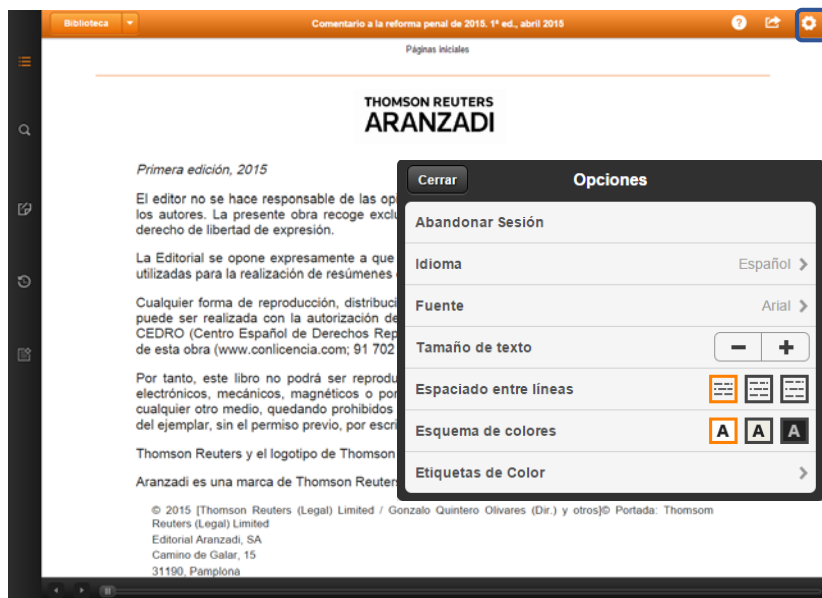 Biblioteca
Comentario a la reforma penal de 2015. 1ª ed., abril 2015
?
Páginas iniciales
THOMSON REUTERS
ARANZADI
Primera edición, 2015
El editor no se hace responsable de las
los autores. La presente obra recoge
derecho de libertad de expresión.
La Editorial se opone expresamente a que
utilizadas para la realización de resúmenes
Cualquier forma de reproducción,
puede ser realizada con la autorización de
CEDRO (Centro Español de Derechos
de esta obra (www.conlicencia.com; 91 702
Por tanto, este libro no podrá ser
electrónicos, mecánicos, magnéticos o por
cualquier otro medio, quedando prohibidos
del ejemplar, sin el permiso previo, por
Thomson Reuters y el logotipo de Thomson
Aranzadi es una marca de Thomson
© 2015 [Thomson Reuters (Legal) Limited / Gonzalo Quintero Olivares (Dir.) y otros]© Portada: Thomsom
Reuters (Legal) Limited
Editorial Aranzadi, SA
Camino de Galar, 15
31190, Pamplona
Cerrar
Opciones
Abandonar Sesión
Idioma
Español
Fuente
Arial
Tamaño de texto
− +
Espaciado entre líneas
Esquema de colores
A A A
Etiquetas de Color